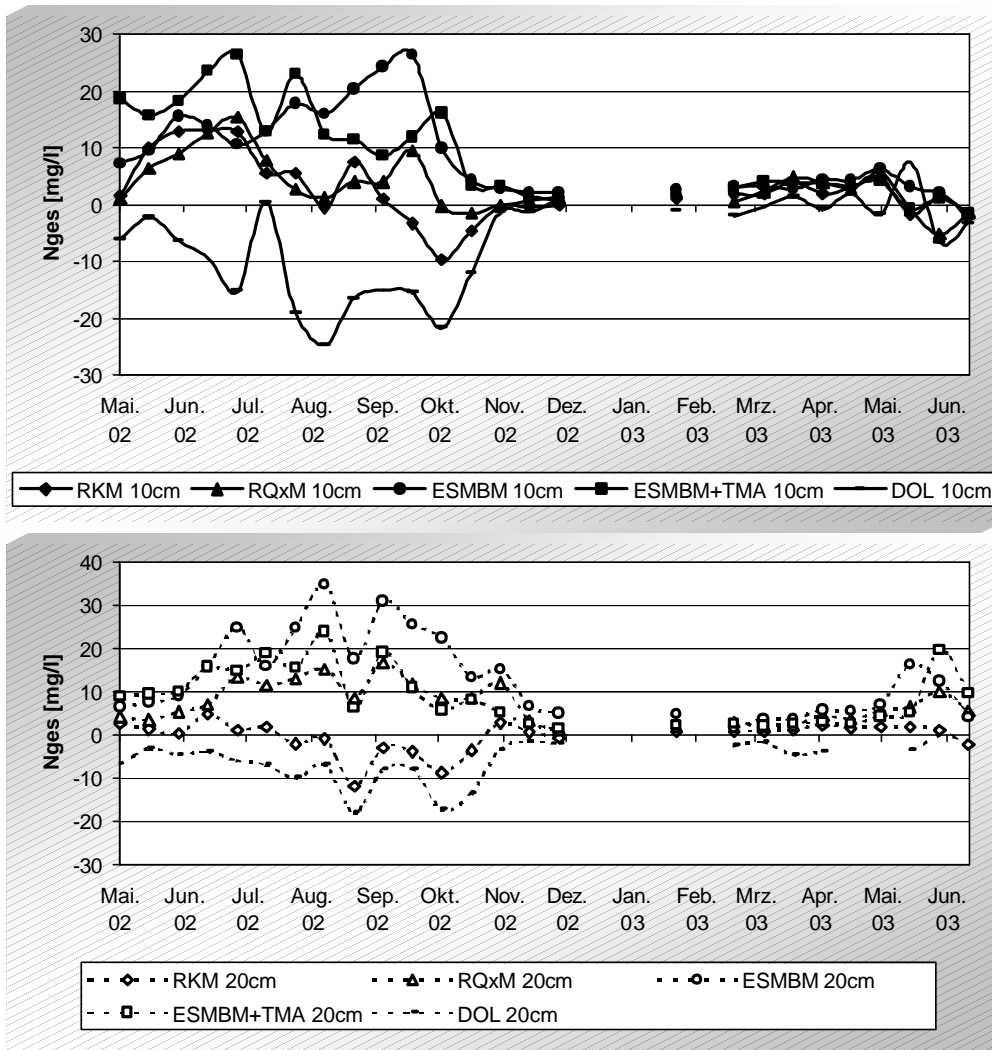 30
20
10
0
-10
-20
-30
Nges [mg/l]
Mai. Jun. Jul. Aug. Sep. Okt. Nov. Dez. Jan. Feb. Mrz. Apr. Mai. Jun.
02 02 02 02 02 02 02 02 03 03 03 03 03 03
RKM 10cm RQxM 10cm ESMBM 10cm ESMBM+TMA 10cm DOL 10cm
40
30
20
10
0
-10
-20
-30
Nges [mg/l]
Mai. Jun. Jul. Aug. Sep. Okt. Nov. Dez. Jan. Feb. Mrz. Apr. Mai. Jun.
02 02 02 02 02 02 02 02 03 03 03 03 03 03
RKM 20cm RQxM 20cm ESMBM 20cm
ESMBM+TMA 20cm DOL 20cm